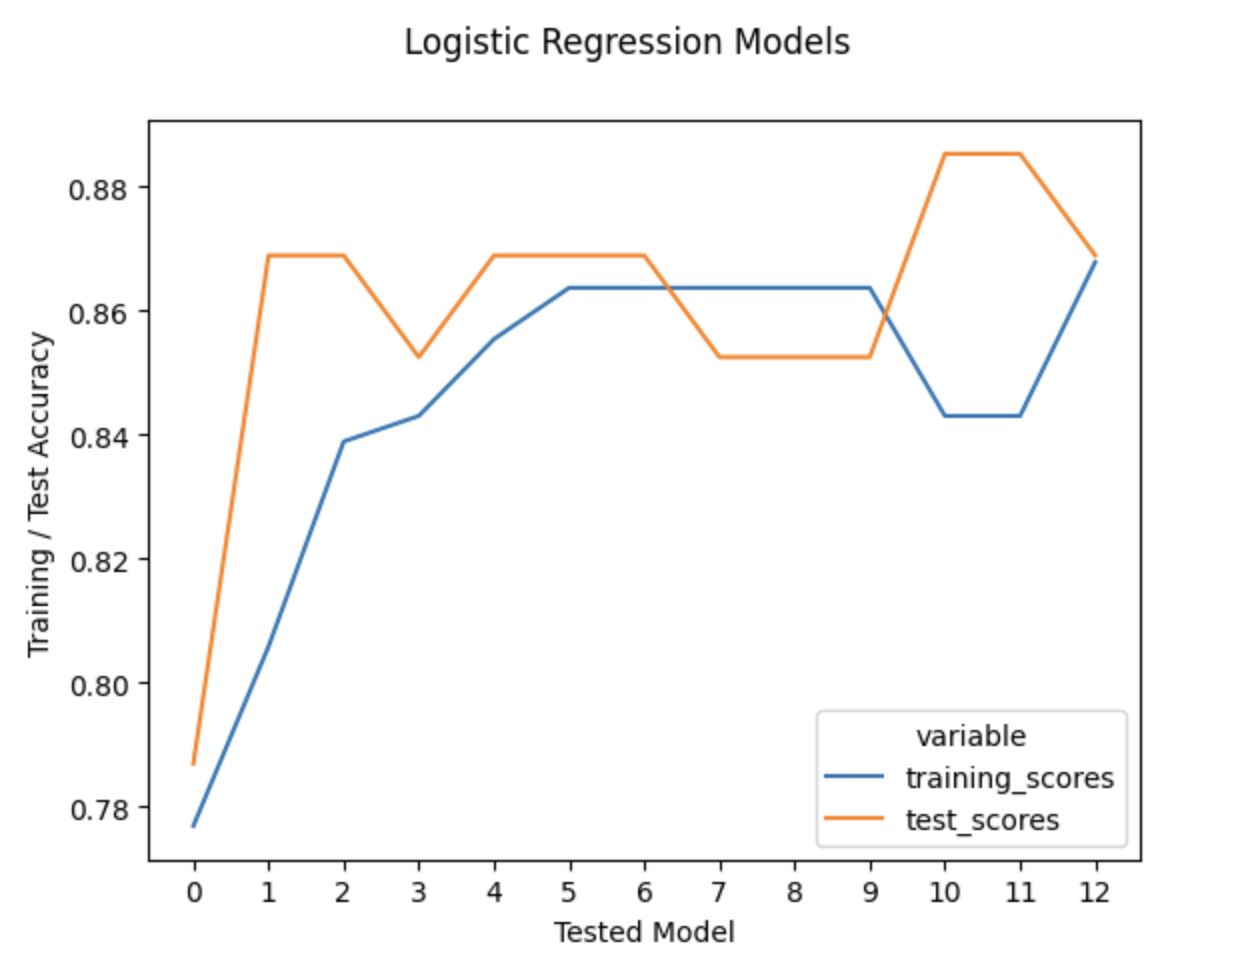 Logistic Regression Models
0.88
0.86
0.84
0.82
0.80
0.78
Training / Test Accuracy
variable
training_scores
test_scores
0 1 2 3 4 5 6 7 8 9 10 11 12
Tested Model